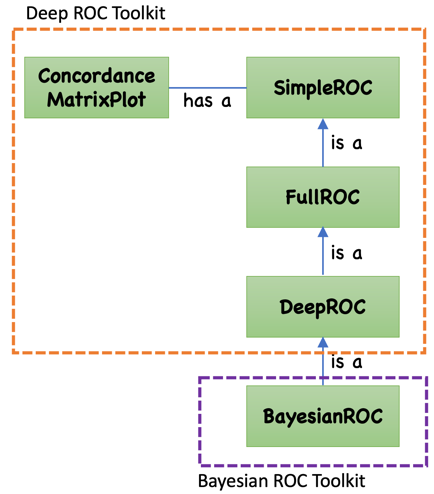 Deep ROC Toolkit
Concordance
MatrixPlot
has a
SimpleROC
is a
FullROC
is a
DeepROC
is a
BayesianROC
Bayesian ROC Toolkit